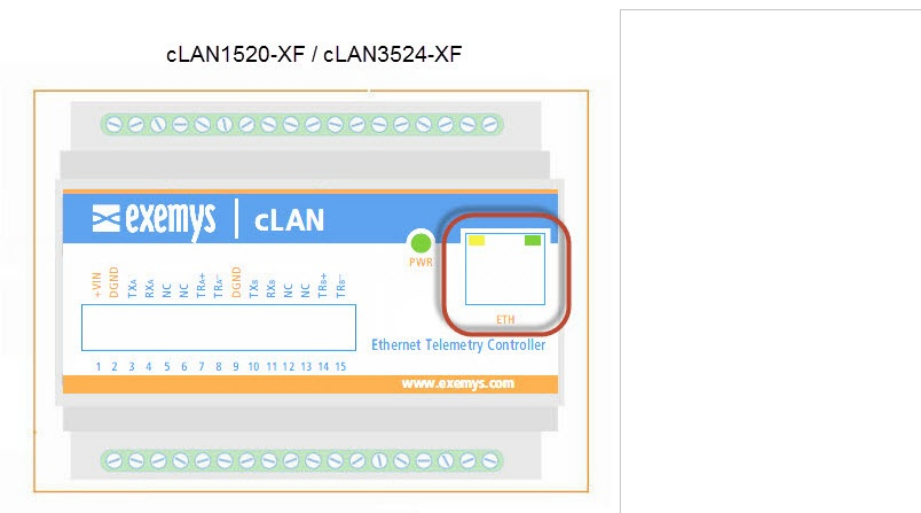 cLAN1520-XF / cLAN3524-XF
exemys | cLAN
PWR
+VIN DGND TXA RXA NC NC TRA+ TRA- DGND TXB RXB NC NC TRB+ TRB-
ETH
Ethernet Telemetry Controller
1 2 3 4 5 6 7 8 9 10 11 12 13 14 15
www.exemys.com